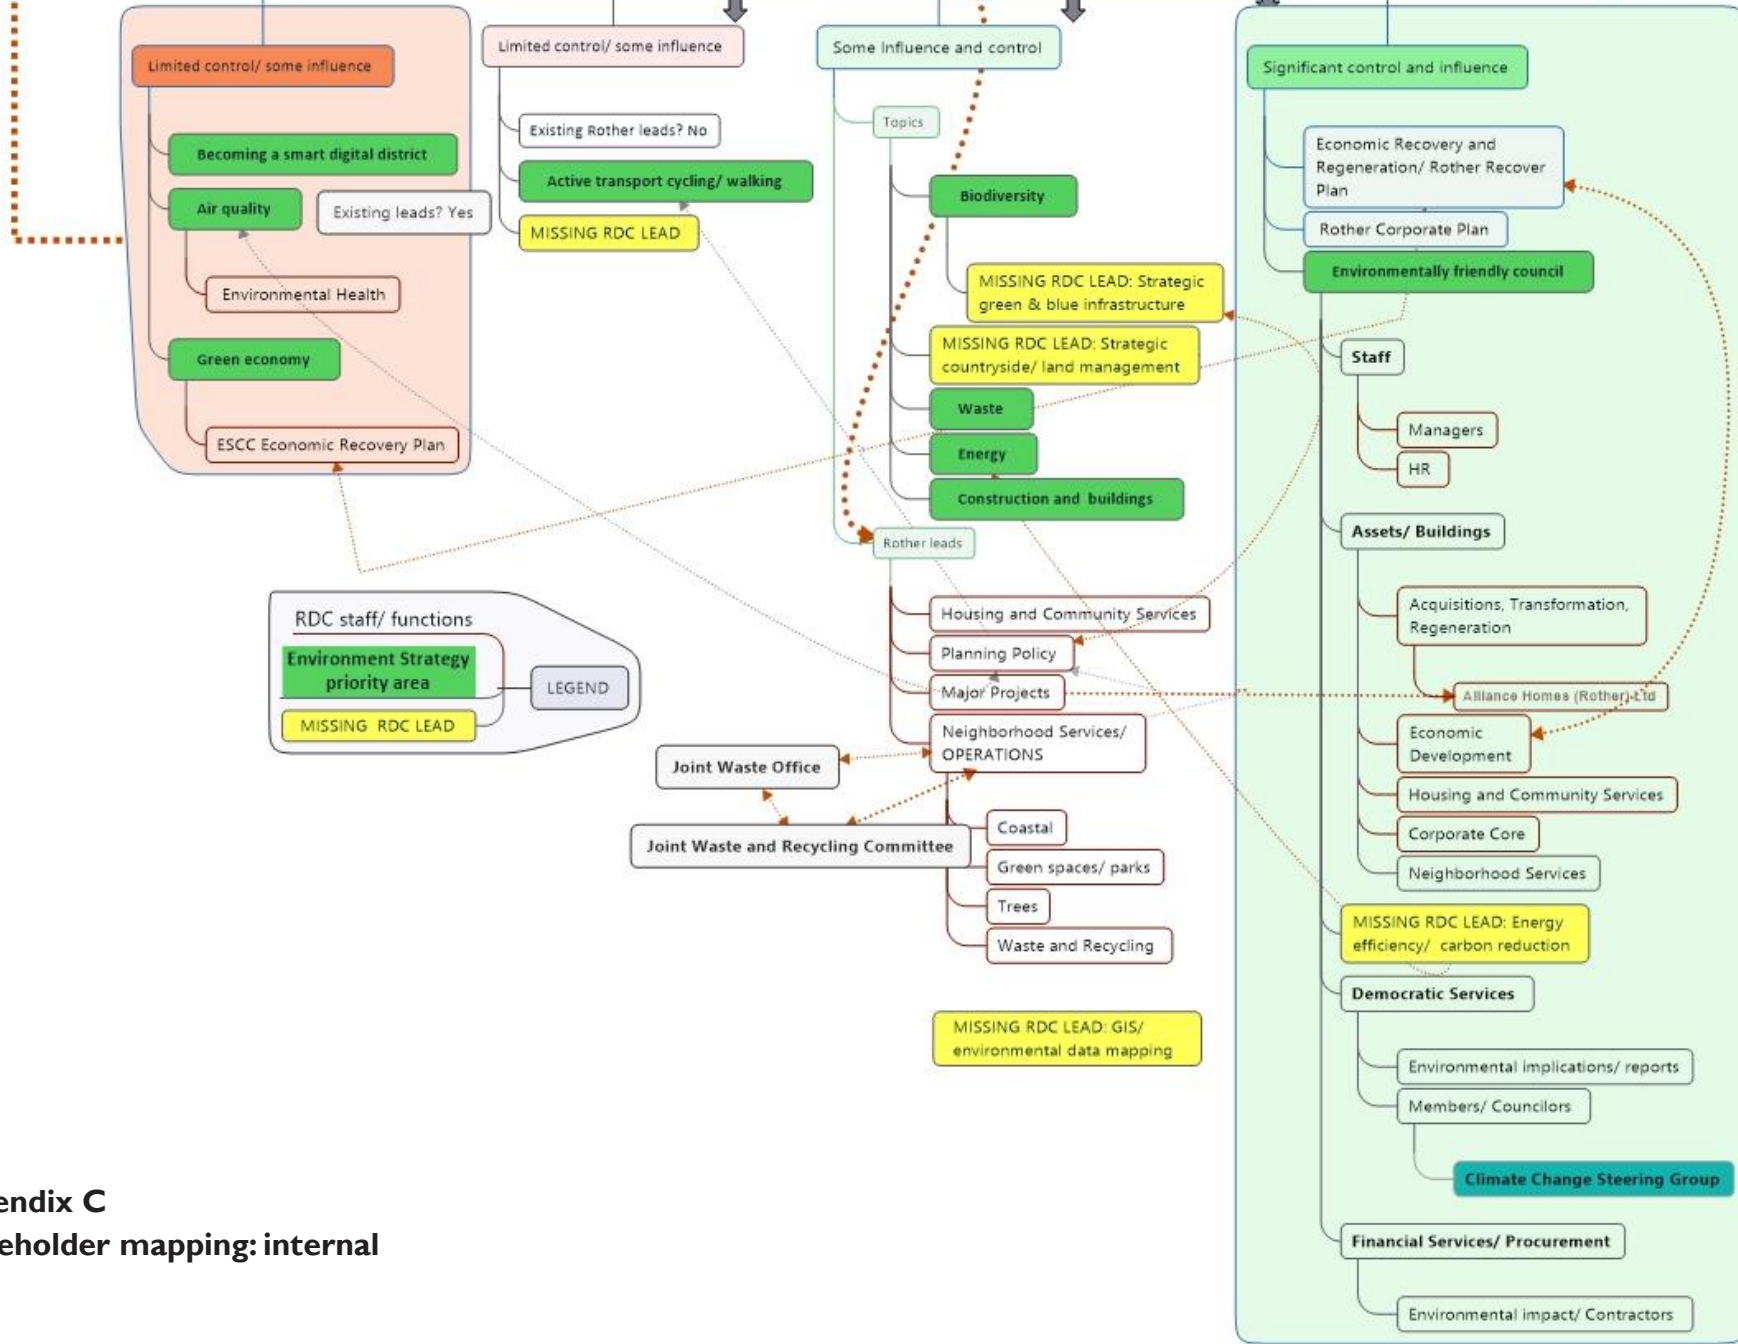 Limited control/ some influence
Becoming a smart digital district
Air quality
Existing leads? Yes
Environmental Health
Green economy
ESCC Economic Recovery Plan
Limited control/ some influence
Existing Rother leads? No
Active transport cycling/ walking
MISSING RDC LEAD
Some Influence and control
Topics
Biodiversity
MISSING RDC LEAD: Strategic
green & blue infrastructure
MISSING RDC LEAD: Strategic
countryside/ land management
Waste
Energy
Construction and buildings
Rother leads
Housing and Community Services
Planning Policy
Major Projects
Neighborhood Services/
OPERATIONS
Joint Waste Office
Joint Waste and Recycling Committee
Coastal
Green spaces/ parks
Trees
Waste and Recycling
MISSING RDC LEAD: GIS/
environmental data mapping
Significant control and influence
Economic Recovery and
Regeneration/ Rother Recover
Plan
Rother Corporate Plan
Environmentally friendly council
Staff
Managers
HR
Assets/ Buildings
Acquisitions, Transformation,
Regeneration
Alliance Homes (Rother) Ltd
Economic
Development
Housing and Community Services
Corporate Core
Neighborhood Services
MISSING RDC LEAD: Energy
efficiency/ carbon reduction
Democratic Services
Environmental implications/ reports
Members/ Councilors
Climate Change Steering Group
Financial Services/ Procurement
Environmental impact/ Contractors
RDC staff/ functions
Environment Strategy
priority area
MISSING RDC LEAD
LEGEND
endix C
eholder mapping: internal